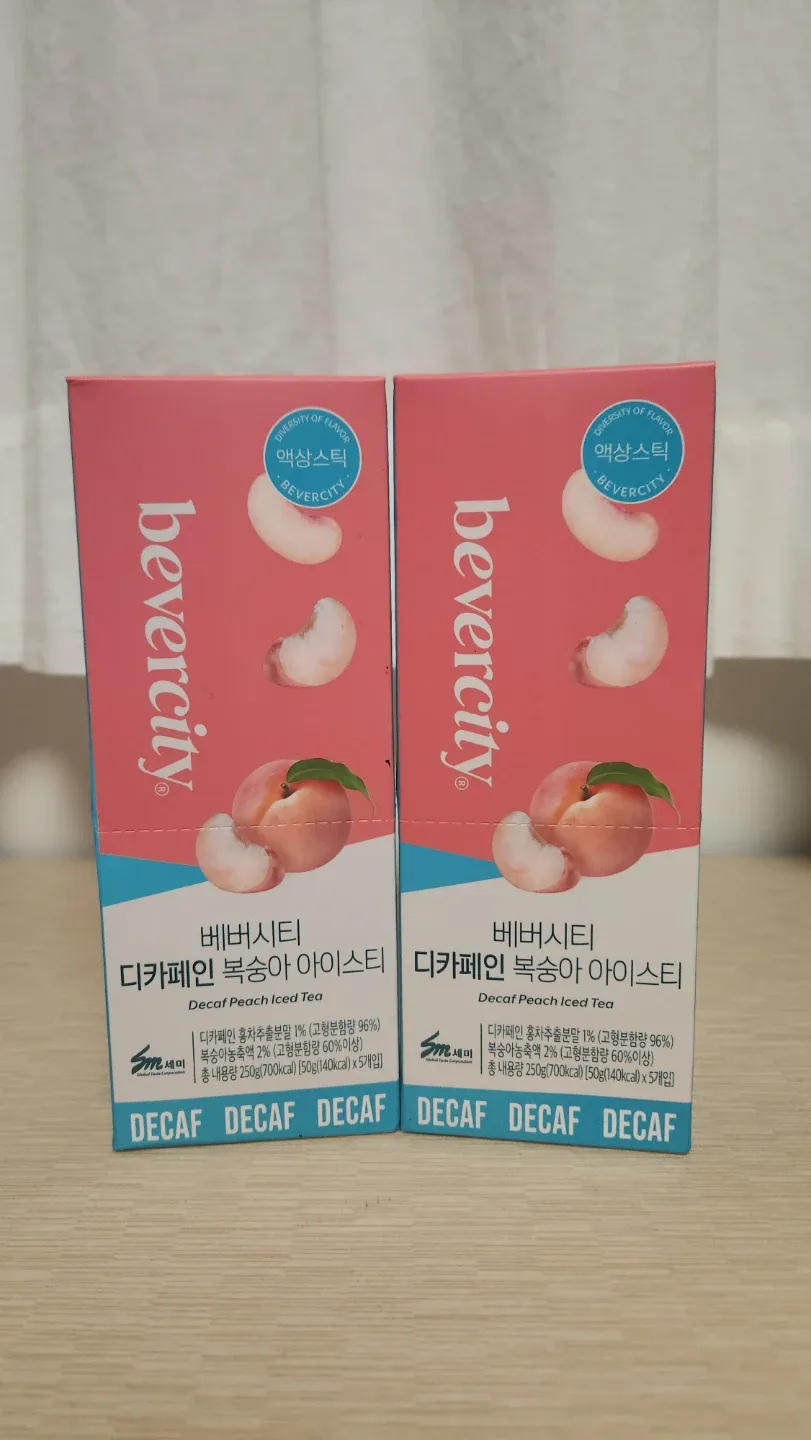 DIVERSITY OF FLAVOR
액상스틱
· BEVERCITY ·
bevercity®
베버시티
디카페인 복숭아 아이스티
Decaf Peach Iced Tea
Sm 세미
디카페인 홍차추출분말 1% (고형분함량 96%)
복숭아농축액 2% (고형분함량 60%이상)
총 내용량 250g(700kcal) [50g(140kcal) x 5개입]
DECAF DECAF DECAF
DIVERSITY OF FLAVOR
액상스틱
· BEVERCITY ·
bevercity®
베버시티
디카페인 복숭아 아이스티
Decaf Peach Iced Tea
Sm 세미
디카페인 홍차추출분말 1% (고형분함량 96%)
복숭아농축액 2% (고형분함량 60%이상)
총 내용량 250g(700kcal) [50g(140kcal) x 5개입]
DECAF DECAF DECAF